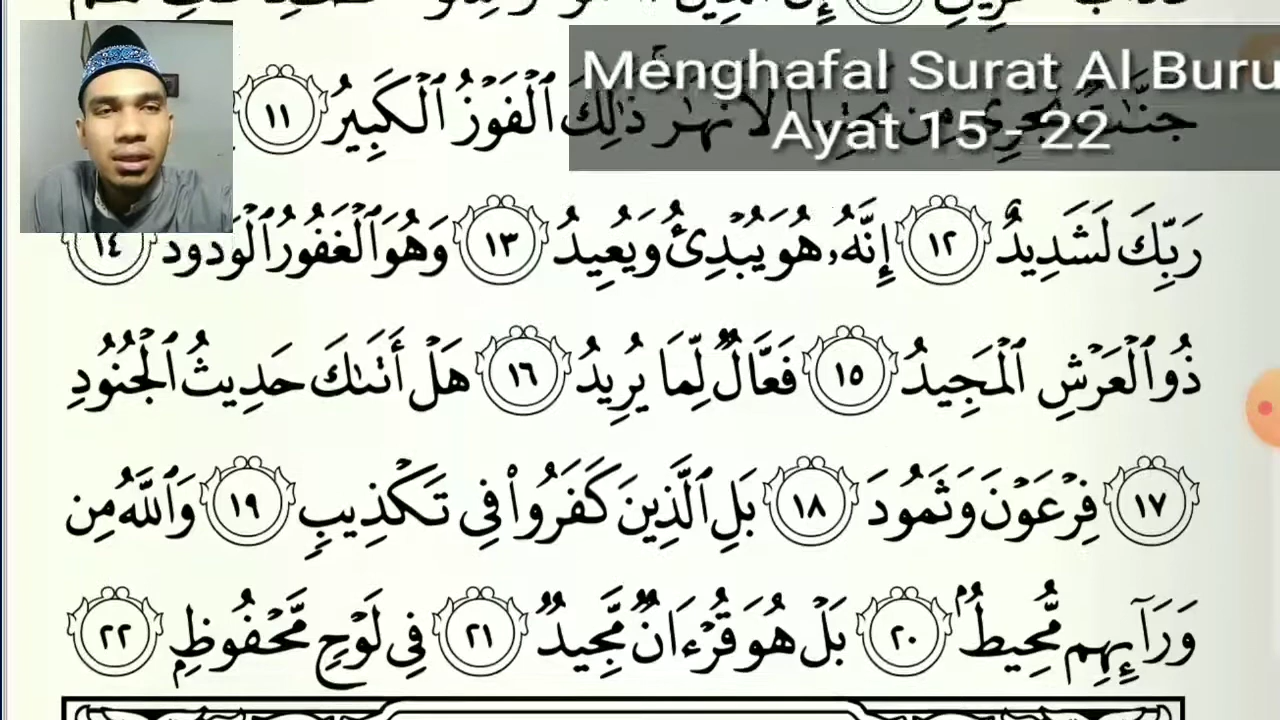 Menghafal Surat Al Buru
Ayat 15 - 22
جَنَّـٰتٌ تَجْرِى مِن تَحْتِهَا ٱلْأَنْهَـٰرُ ذَٰلِكَ ٱلْفَوْزُ ٱلْكَبِيرُ ١١
رَبِّكَ لَشَدِيدٌ ١٢ إِنَّهُۥ هُوَ يُبْدِئُ وَيُعِيدُ ١٣ وَهُوَ ٱلْغَفُورُ ٱلْوَدُودُ ١٤
ذُو ٱلْعَرْشِ ٱلْمَجِيدُ ١٥ فَعَّالٌ لِّمَا يُرِيدُ ١٦ هَلْ أَتَىٰكَ حَدِيثُ ٱلْجُنُودِ
١٧ فِرْعَوْنَ وَثَمُودَ ١٨ بَلِ ٱلَّذِينَ كَفَرُوا۟ فِى تَكْذِيبٍ ١٩ وَٱللَّهُ مِن
وَرَآئِهِم مُّحِيطٌۢ ٢٠ بَلْ هُوَ قُرْءَانٌ مَّجِيدٌ ٢١ فِى لَوْحٍ مَّحْفُوظٍۭ ٢٢